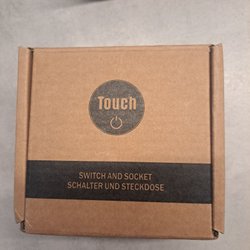 Touch
SWITCH AND SOCKET
SCHALTER UND STECKDOSE